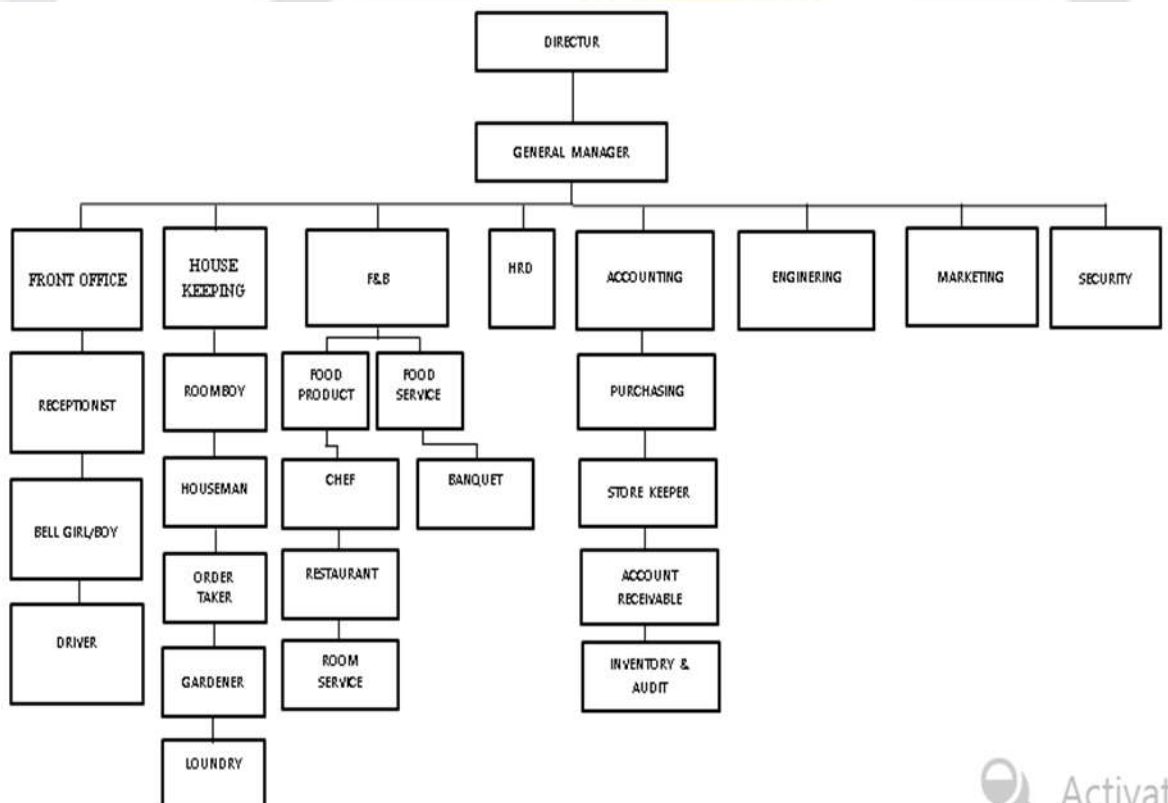 DIRECTUR
GENERAL MANAGER
FRONT OFFICE
HOUSE
KEEPING
F&B
HRD
ACCOUNTING
ENGINERING
MARKETING
SECURITY
RECEPTIONIST
ROOMBOY
FOOD
PRODUCT
FOOD
SERVICE
PURCHASING
BELL GIRL/BOY
HOUSEMAN
CHEF
BANQUET
STORE KEEPER
DRIVER
ORDER
TAKER
RESTAURANT
ACCOUNT
RECEIVABLE
GARDENER
ROOM
SERVICE
INVENTORY &
AUDIT
LOUNDRY